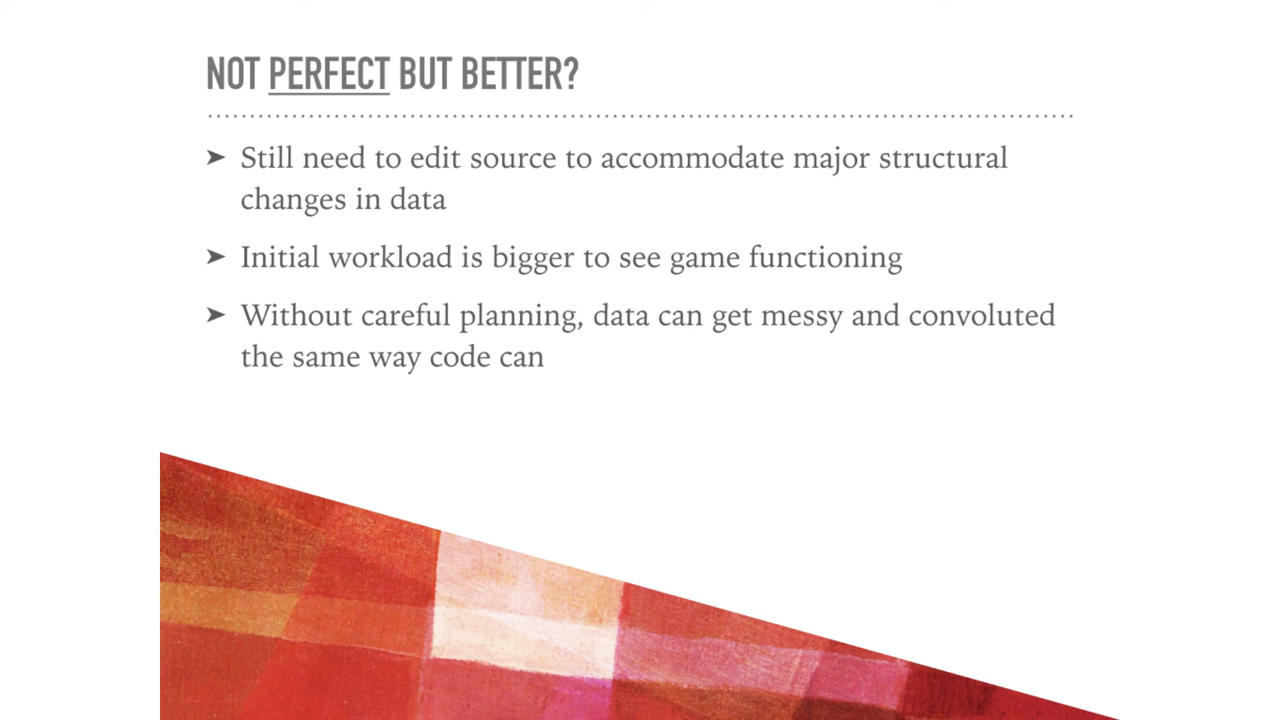 NOT PERFECT BUT BETTER?
➤ Still need to edit source to accommodate major structural
changes in data
➤ Initial workload is bigger to see game functioning
➤ Without careful planning, data can get messy and convoluted
the same way code can